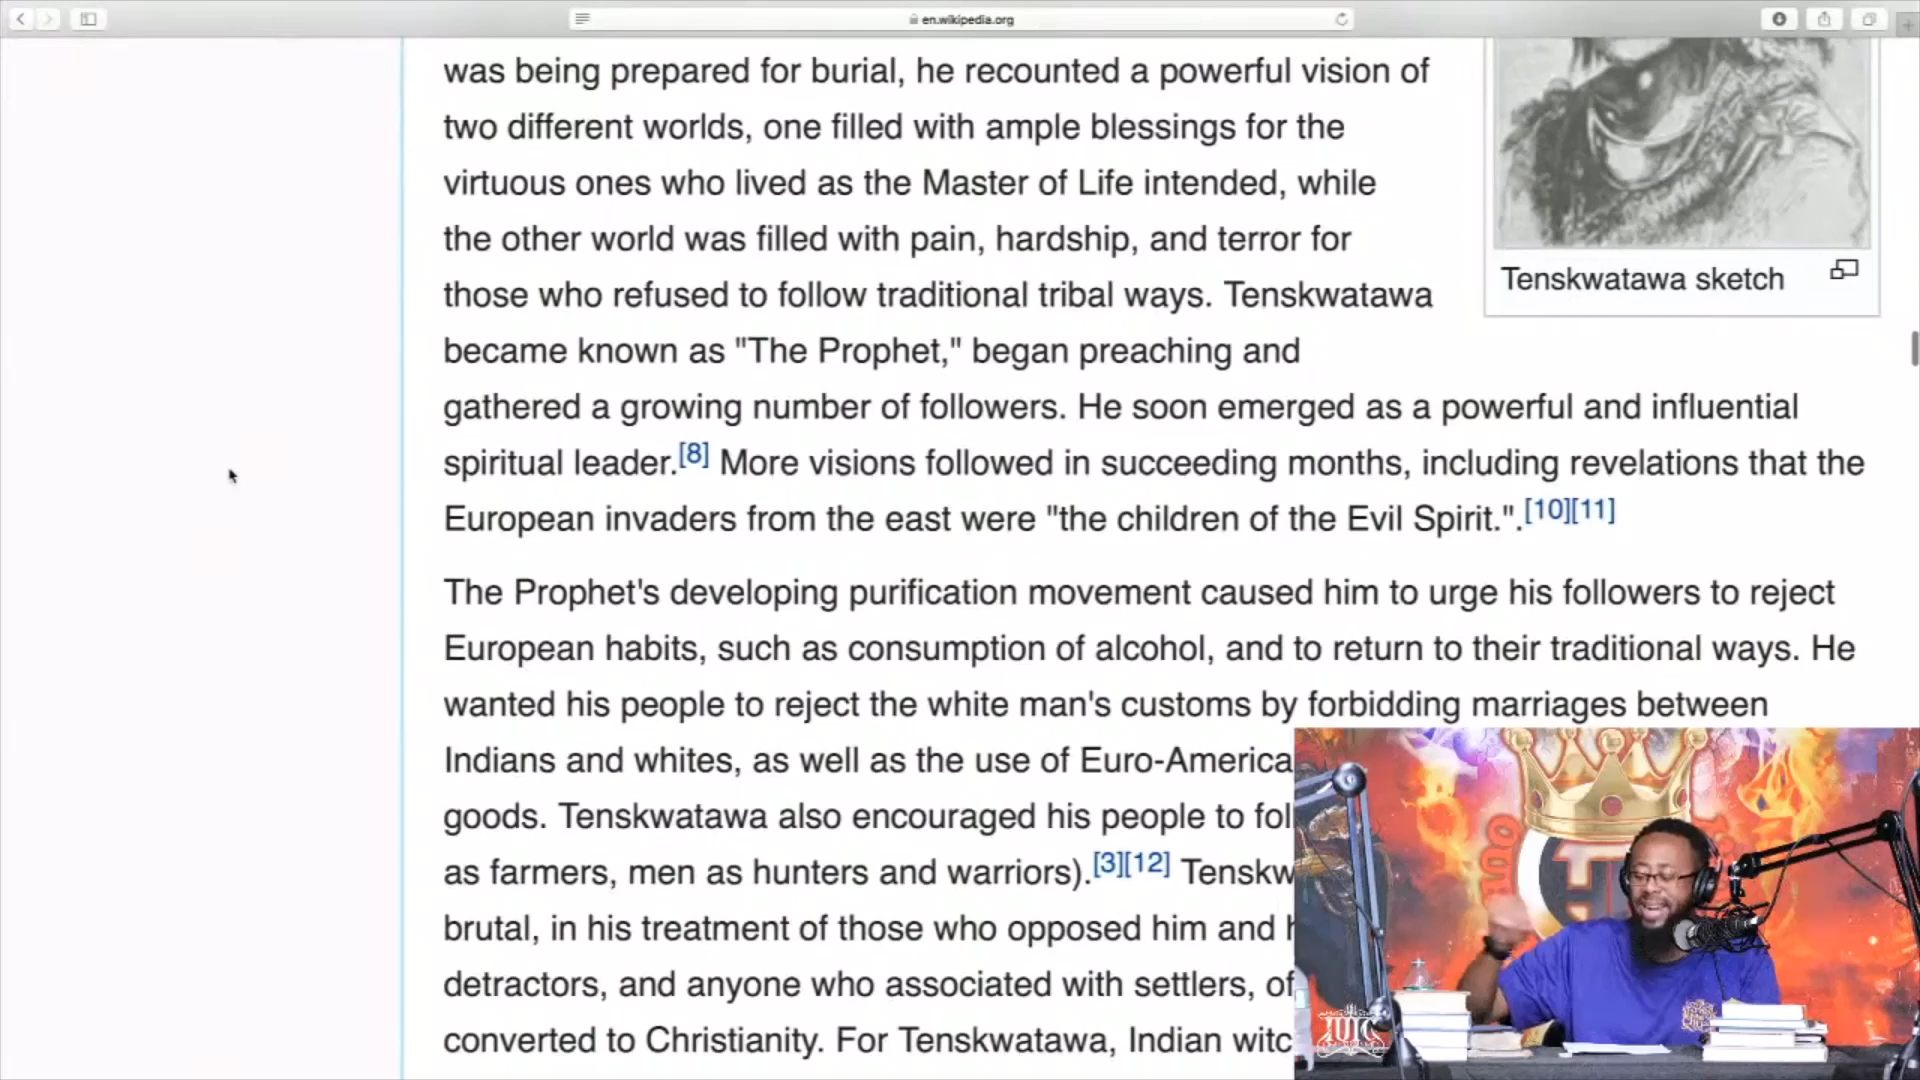 en.wikipedia.org
was being prepared for burial, he recounted a powerful vision of
two different worlds, one filled with ample blessings for the
virtuous ones who lived as the Master of Life intended, while
the other world was filled with pain, hardship, and terror for
those who refused to follow traditional tribal ways. Tenskwatawa
became known as "The Prophet," began preaching and
gathered a growing number of followers. He soon emerged as a powerful and influential
spiritual leader.[8] More visions followed in succeeding months, including revelations that the
European invaders from the east were "the children of the Evil Spirit.".[10][11]
Tenskwatawa sketch
The Prophet's developing purification movement caused him to urge his followers to reject
European habits, such as consumption of alcohol, and to return to their traditional ways. He
wanted his people to reject the white man's customs by forbidding marriages between
Indians and whites, as well as the use of Euro-America
goods. Tenskwatawa also encouraged his people to fol
as farmers, men as hunters and warriors).[3][12] Tenskw
brutal, in his treatment of those who opposed him and h
detractors, and anyone who associated with settlers, of
converted to Christianity. For Tenskwatawa, Indian witc
IUIC